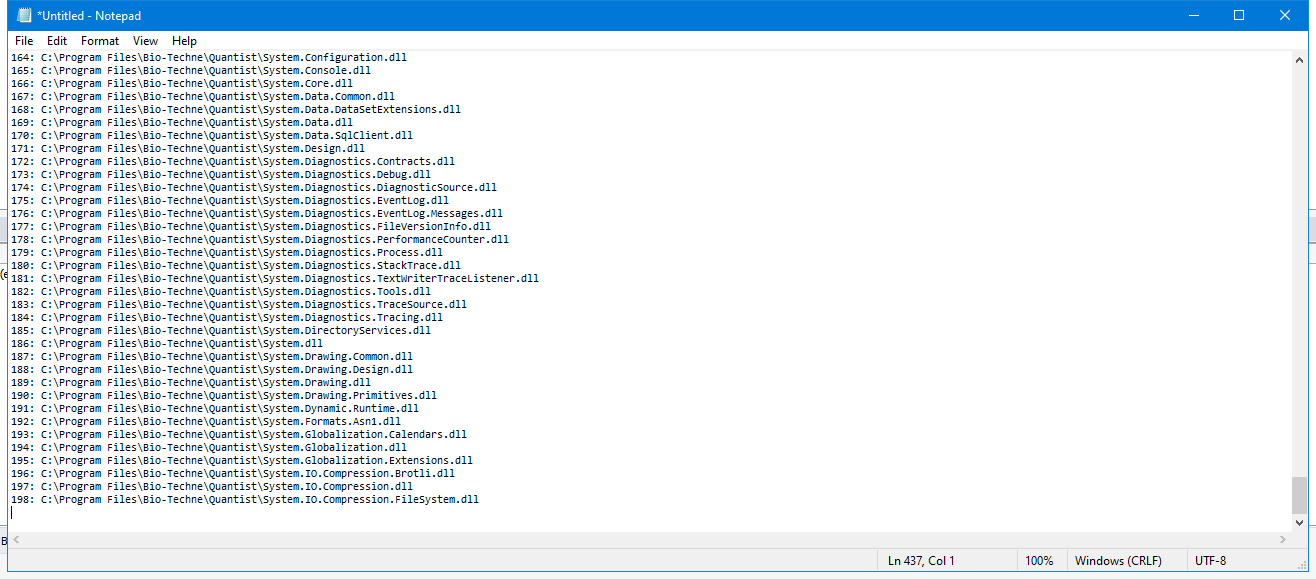 *Untitled - Notepad
File Edit Format View Help
164: C:\Program Files\Bio-Techne\Quantist\System.Configuration.dll
165: C:\Program Files\Bio-Techne\Quantist\System.Console.dll
166: C:\Program Files\Bio-Techne\Quantist\System.Core.dll
167: C:\Program Files\Bio-Techne\Quantist\System.Data.Common.dll
168: C:\Program Files\Bio-Techne\Quantist\System.Data.DataSetExtensions.dll
169: C:\Program Files\Bio-Techne\Quantist\System.Data.dll
170: C:\Program Files\Bio-Techne\Quantist\System.Data.SqlClient.dll
171: C:\Program Files\Bio-Techne\Quantist\System.Design.dll
172: C:\Program Files\Bio-Techne\Quantist\System.Diagnostics.Contracts.dll
173: C:\Program Files\Bio-Techne\Quantist\System.Diagnostics.Debug.dll
174: C:\Program Files\Bio-Techne\Quantist\System.Diagnostics.DiagnosticSource.dll
175: C:\Program Files\Bio-Techne\Quantist\System.Diagnostics.EventLog.dll
176: C:\Program Files\Bio-Techne\Quantist\System.Diagnostics.EventLog.Messages.dll
177: C:\Program Files\Bio-Techne\Quantist\System.Diagnostics.FileVersionInfo.dll
178: C:\Program Files\Bio-Techne\Quantist\System.Diagnostics.PerformanceCounter.dll
179: C:\Program Files\Bio-Techne\Quantist\System.Diagnostics.Process.dll
180: C:\Program Files\Bio-Techne\Quantist\System.Diagnostics.StackTrace.dll
181: C:\Program Files\Bio-Techne\Quantist\System.Diagnostics.TextWriterTraceListener.dll
182: C:\Program Files\Bio-Techne\Quantist\System.Diagnostics.Tools.dll
183: C:\Program Files\Bio-Techne\Quantist\System.Diagnostics.TraceSource.dll
184: C:\Program Files\Bio-Techne\Quantist\System.Diagnostics.Tracing.dll
185: C:\Program Files\Bio-Techne\Quantist\System.DirectoryServices.dll
186: C:\Program Files\Bio-Techne\Quantist\System.dll
187: C:\Program Files\Bio-Techne\Quantist\System.Drawing.Common.dll
188: C:\Program Files\Bio-Techne\Quantist\System.Drawing.Design.dll
189: C:\Program Files\Bio-Techne\Quantist\System.Drawing.dll
190: C:\Program Files\Bio-Techne\Quantist\System.Drawing.Primitives.dll
191: C:\Program Files\Bio-Techne\Quantist\System.Dynamic.Runtime.dll
192: C:\Program Files\Bio-Techne\Quantist\System.Formats.Asn1.dll
193: C:\Program Files\Bio-Techne\Quantist\System.Globalization.Calendars.dll
194: C:\Program Files\Bio-Techne\Quantist\System.Globalization.dll
195: C:\Program Files\Bio-Techne\Quantist\System.Globalization.Extensions.dll
196: C:\Program Files\Bio-Techne\Quantist\System.IO.Compression.Brotli.dll
197: C:\Program Files\Bio-Techne\Quantist\System.IO.Compression.dll
198: C:\Program Files\Bio-Techne\Quantist\System.IO.Compression.FileSystem.dll
Ln 437, Col 1 100% Windows (CRLF) UTF-8